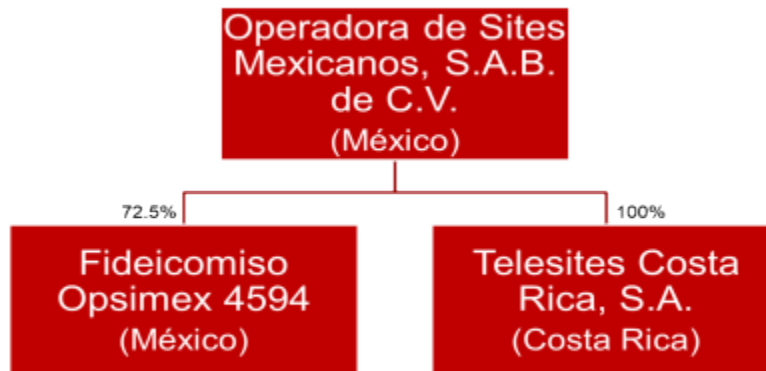 Operadora de Sites
Mexicanos, S.A.B.
de C.V.
(México)
72.5%
100%
Fideicomiso
Opsimex 4594
(México)
Telesites Costa
Rica, S.A.
(Costa Rica)